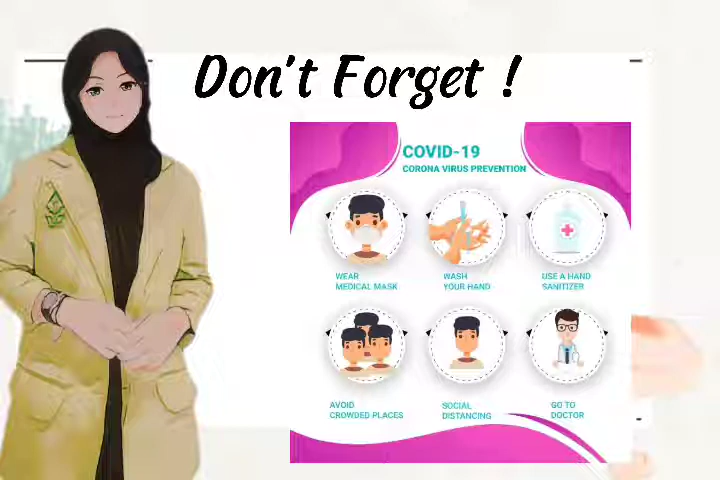 Don't Forget !
COVID-19
CORONA VIRUS PREVENTION
WEAR
MEDICAL MASK
WASH
YOUR HAND
USE A HAND
SANITIZER
AVOID
CROWDED PLACES
SOCIAL
DISTANCING
GO TO
DOCTOR